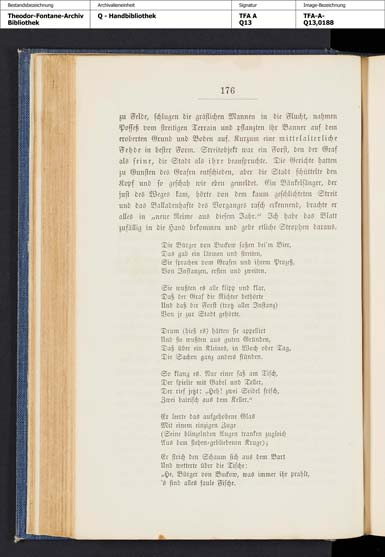 Bestandsbezeichnung
Archivalieneinheit
Signatur
Image-Bezeichnung
Theodor-Fontane-Archiv
Bibliothek
Q - Handbibliothek
TFA A
Q13
TFA-A-
Q13,0188
176
zu Felde, schlugen die gräflichen Mannen in die Flucht, nahmen
Posseß vom streitigen Terrain und pflanzten ihr Banner auf dem
eroberten Grund und Boden auf. Kurzum eine mittelalterliche
Fehde in bester Form. Streitobjekt war ein Forst, den der Graf
als seine, die Stadt als ihre beanspruchte. Die Gerichte hatten
zu Gunsten des Grafen entschieden, aber die Stadt schüttelte den
Kopf und so geschah wie eben gemeldet. Ein Bänkelsänger, der
just des Weges kam, hörte von dem kaum geschlichteten Streit
und das Balladenhafte des Vorganges rasch erkennend, brachte er
alles in „neue Reime aus diesem Jahr.“ Ich habe das Blatt
zufällig in die Hand bekommen und gebe etliche Strophen daraus.
Die Bürger von Buckow saßen bei'm Bier,
Das gab ein Lärmen und Streiten,
Sie sprachen vom Grafen und ihrem Prozeß,
Von Instanzen, ersten und zweiten.
Sie wußten es alle klipp und klar,
Daß der Graf die Richter bethörte
Und daß der Forst (trotz aller Instanz)
Von je zur Stadt gehörte.
Drum (hieß es) hätten sie appelliert
Und sie wußten aus guten Gründen,
Daß über ein Kleines, in Woch oder Tag,
Die Sachen ganz anders stünden.
So klang es. Nur einer saß am Tisch,
Der spielte mit Gabel und Teller,
Der rief jetzt: „Heh! zwei Seidel frisch,
Zwei bairisch aus dem Keller.“
Er leerte das aufgehobene Glas
Mit einem einzigen Zuge
(Seine blinzelnden Augen tranken zugleich
Aus dem stehen-gebliebenen Kruge);
Er strich den Schaum sich aus dem Bart
Und wetterte über die Tische:
„He, Bürger von Buckow, was immer ihr prahlt,
's sind alles faule Fische.